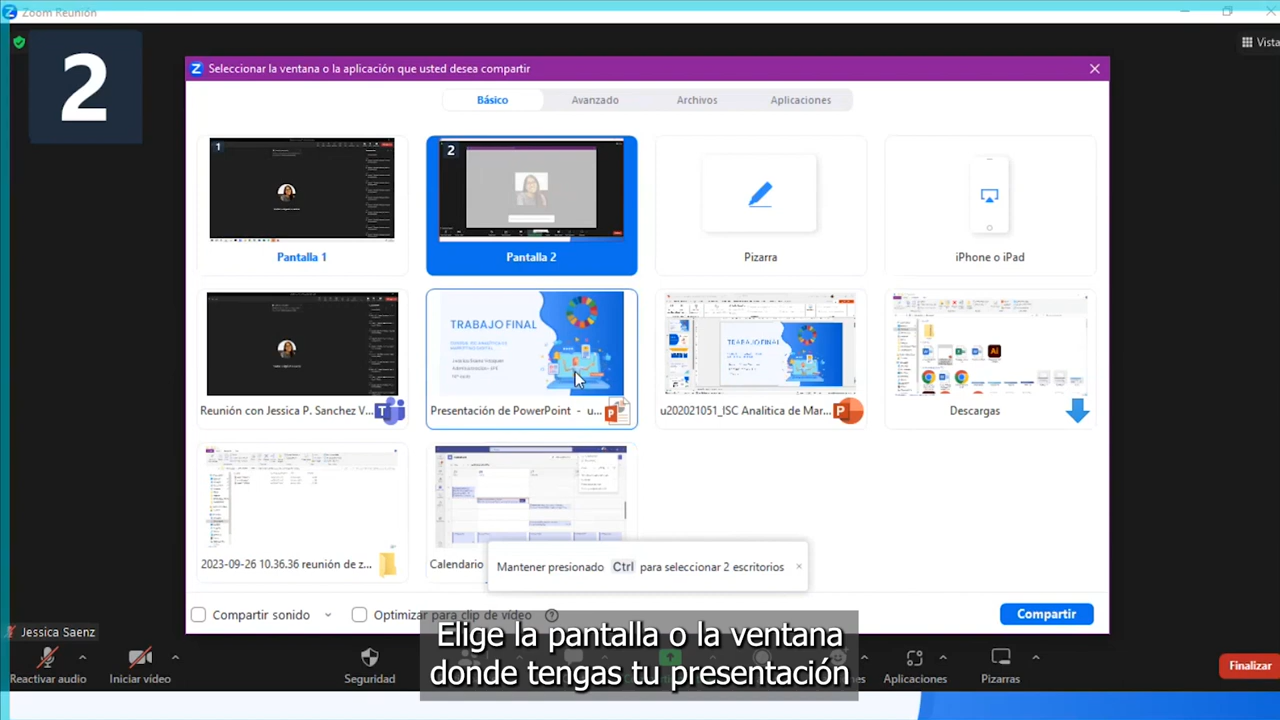 Zoom Reunión
2
Vista
Seleccionar la ventana o la aplicación que usted desea compartir
Básico
Avanzado
Archivos
Aplicaciones
1
2
Pantalla 1
Pantalla 2
Pizarra
iPhone o iPad
TRABAJO FINAL
TRABAJO FINAL
Reunión con Jessica P. Sanchez V...
Presentación de PowerPoint - u...
u202021051_ISC Analitica de Mar...
Descargas
2023-09-26 10.36.36 reunión de z...
Calendario
Mantener presionado Ctrl para seleccionar 2 escritorios
Compartir sonido
Optimizar para clip de vídeo
Compartir
Elige la pantalla o la ventana
donde tengas tu presentación
Jessica Saenz
Reactivar audio
Iniciar vídeo
Seguridad
Aplicaciones
Pizarras
Finalizar